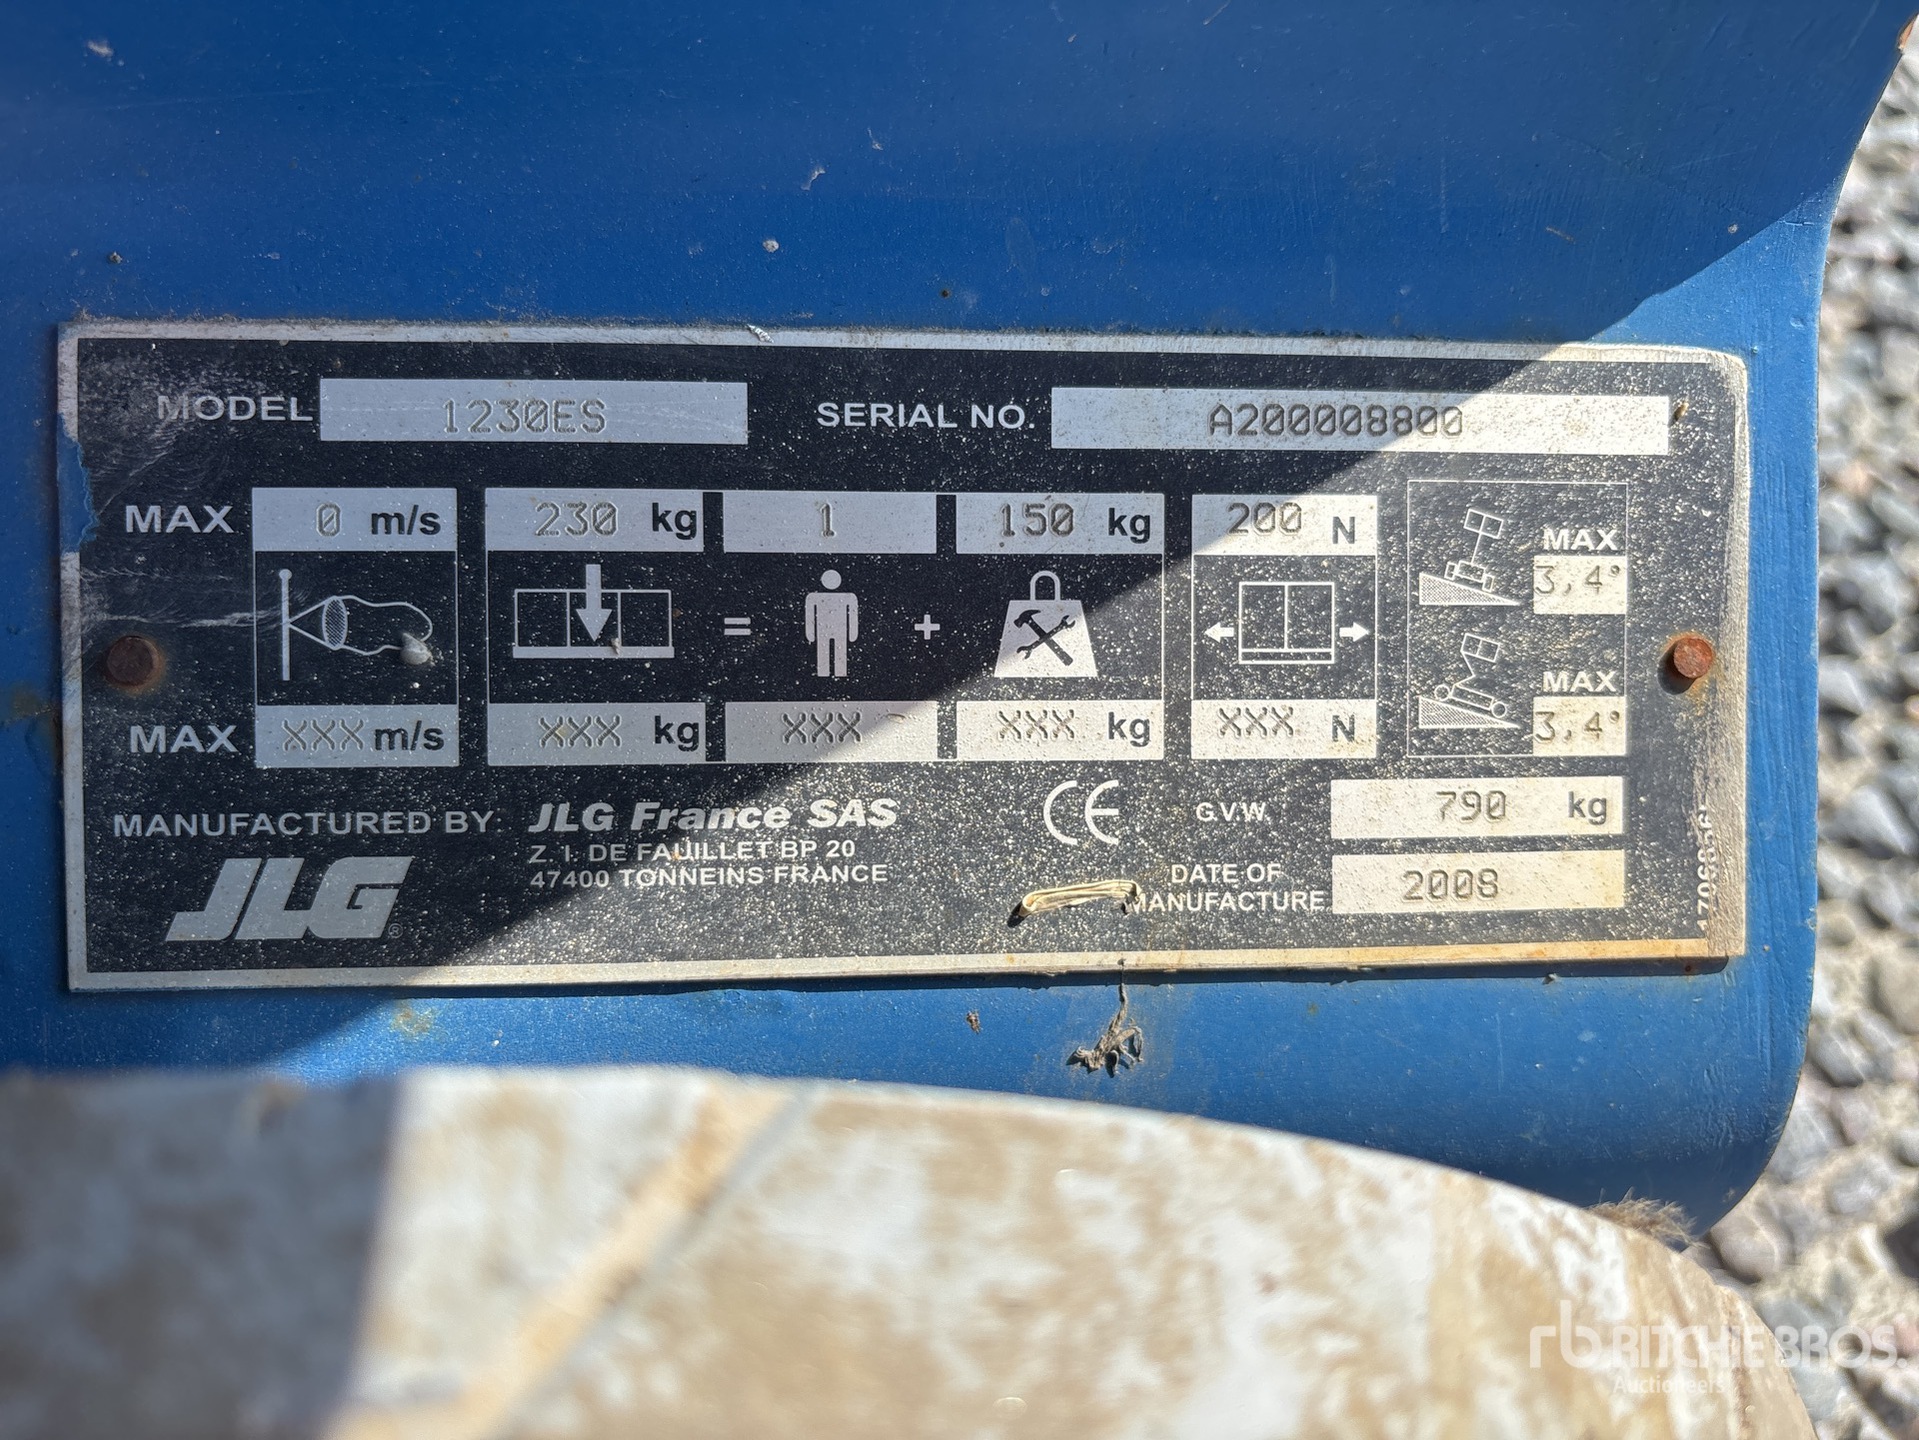 MODEL 1230ES SERIAL NO. A200008800
MAX 0 m/s 230 kg 1 150 kg 200 N
MAX
3,4°
= +
MAX
3,4°
MAX XXX m/s XXX kg XXX XXX kg XXX N
MANUFACTURED BY JLG France SAS
Z. I. DE FAUILLET BP 20
47400 TONNEINS FRANCE
JLG®
CE
G.V.W. 790 kg
DATE OF
MANUFACTURE 2008
rb RITCHIE BROS.
Auctioneers